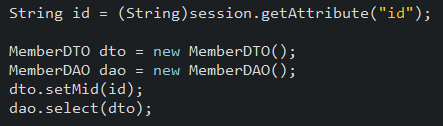 String id = (String)session.getAttribute("id");
MemberDTO dto = new MemberDTO();
MemberDAO dao = new MemberDAO();
dto.setMid(id);
dao.select(dto);